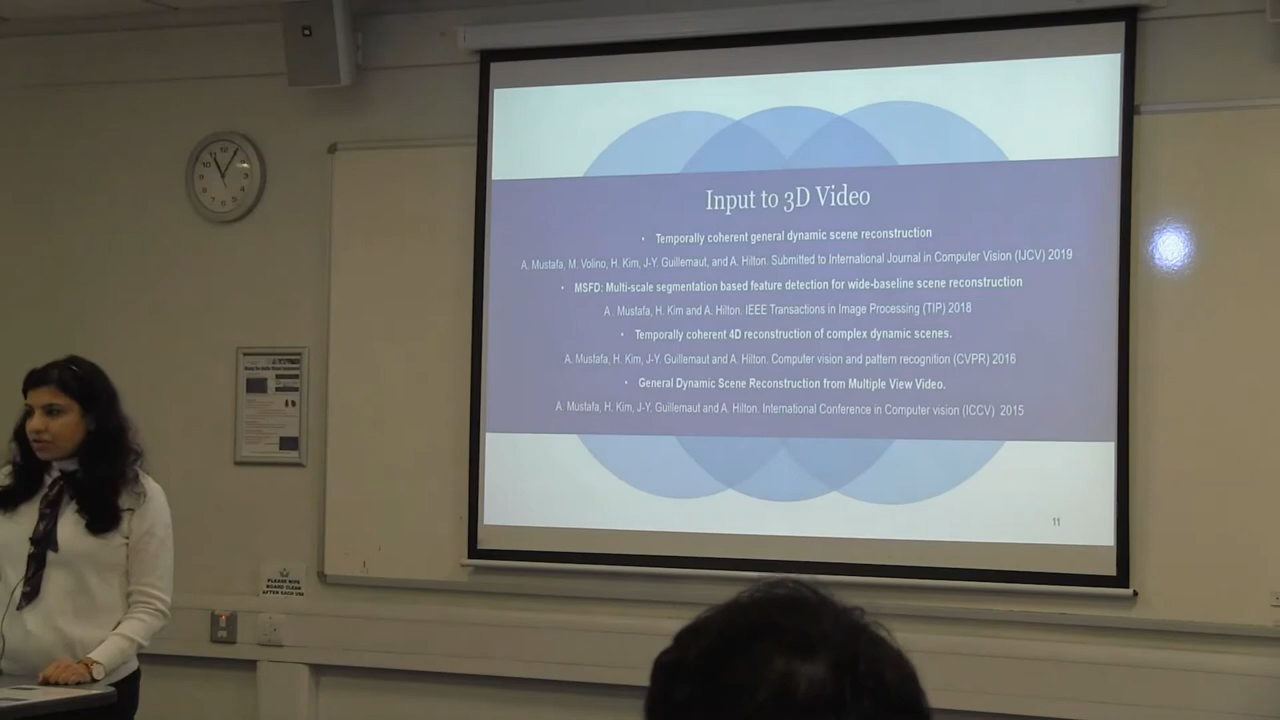 Input to 3D Video
• Temporally coherent general dynamic scene reconstruction
A. Mustafa, M. Volino, H. Kim, J-Y. Guillemaut, and A. Hilton. Submitted to International Journal in Computer Vision (IJCV) 2019
• MSFD: Multi-scale segmentation based feature detection for wide-baseline scene reconstruction
A. Mustafa, H. Kim and A. Hilton. IEEE Transactions in Image Processing (TIP) 2018
• Temporally coherent 4D reconstruction of complex dynamic scenes.
A. Mustafa, H. Kim, J-Y. Guillemaut and A. Hilton. Computer vision and pattern recognition (CVPR) 2016
• General Dynamic Scene Reconstruction from Multiple View Video.
A. Mustafa, H. Kim, J-Y. Guillemaut and A. Hilton. International Conference in Computer vision (ICCV) 2015
11
PLEASE WIPE
BOARD CLEAN
AFTER EACH USE